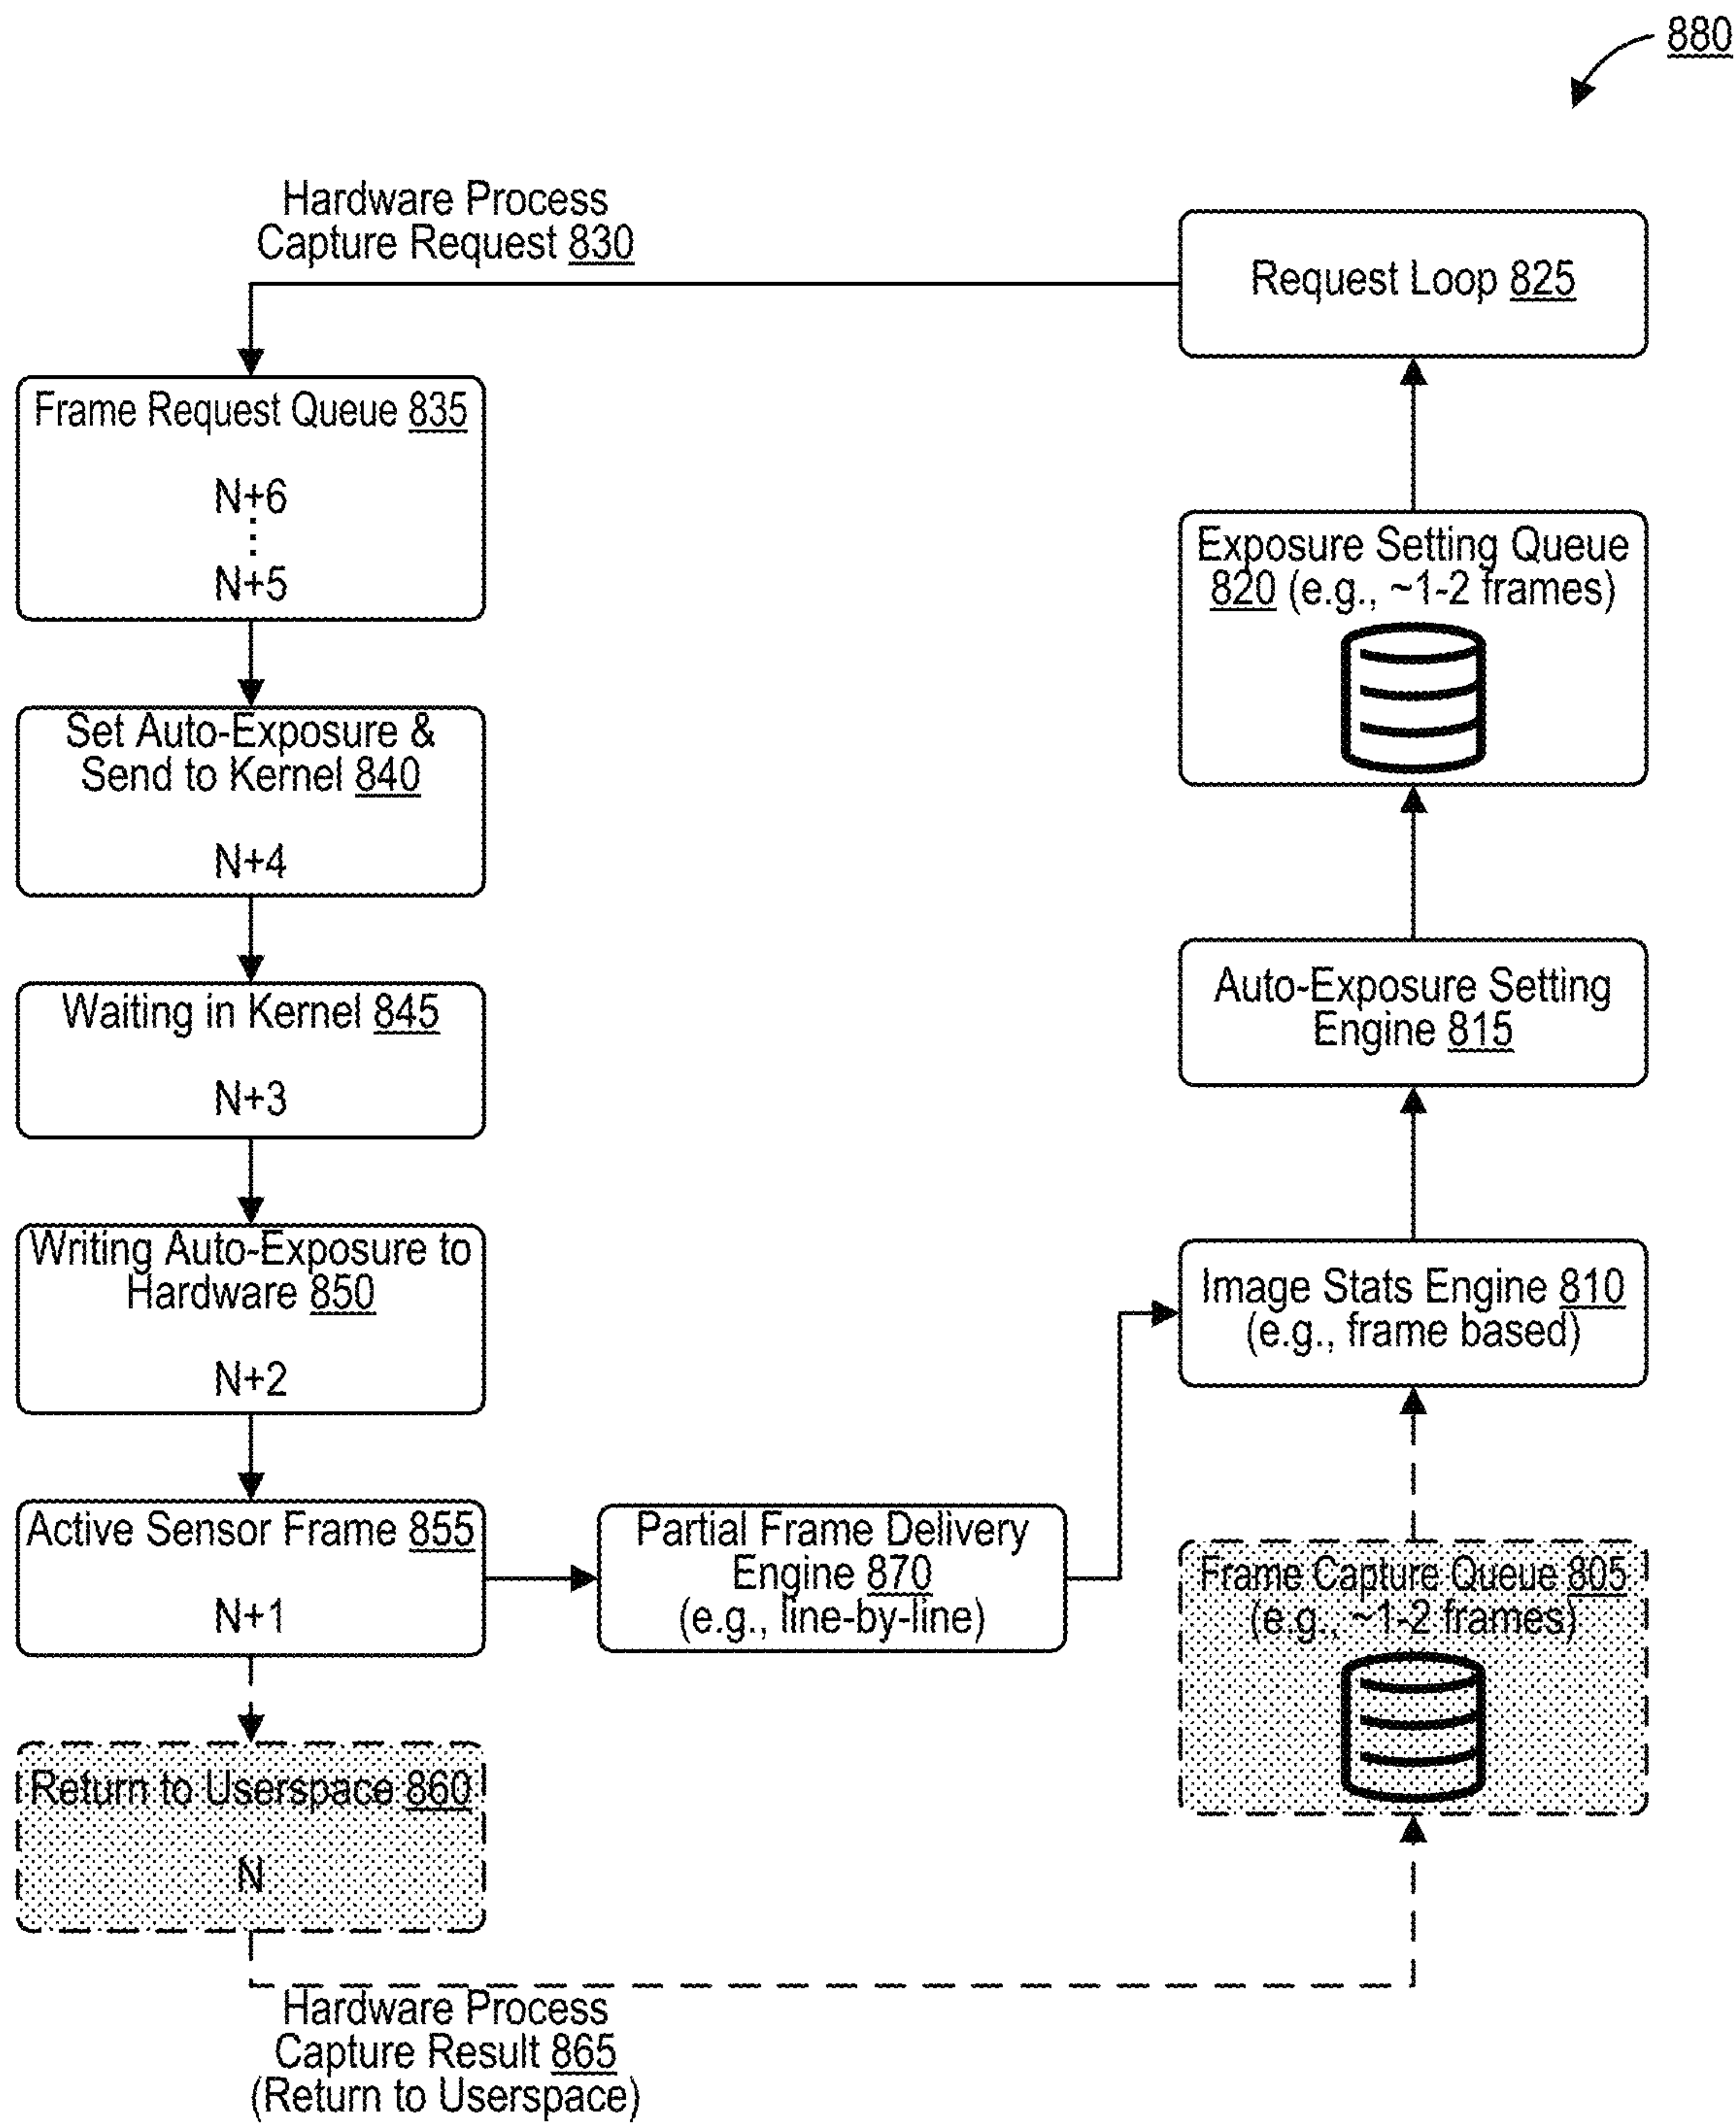 880
Hardware Process
Capture Request 830
Request Loop 825
Frame Request Queue 835
N+6
N+5
Exposure Setting Queue
820 (e.g., ~1-2 frames)
Set Auto-Exposure &
Send to Kernel 840
N+4
Auto-Exposure Setting
Engine 815
Waiting in Kernel 845
N+3
Writing Auto-Exposure to
Hardware 850
N+2
Image Stats Engine 810
(e.g., frame based)
Active Sensor Frame 855
N+1
Partial Frame Delivery
Engine 870
(e.g., line-by-line)
Frame Capture Queue 805
(e.g., ~1-2 frames)
Return to Userspace 860
N
Hardware Process
Capture Result 865
(Return to Userspace)